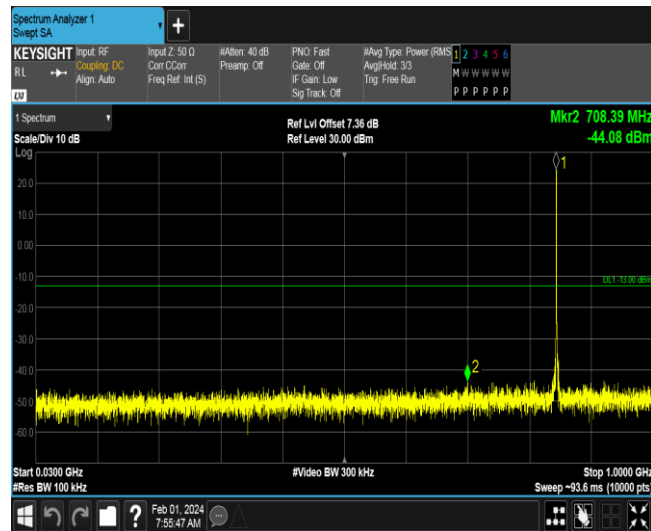 Spectrum Analyzer 1
Swept SA
+
KEYSIGHT
RL
LXI
Input: RF
Coupling: DC
Align: Auto
Input Z: 50 Ω
Corr CCorr
Freq Ref: Int (S)
#Atten: 40 dB
Preamp: Off
PNO: Fast
Gate: Off
IF Gain: Low
Sig Track: Off
#Avg Type: Power (RMS
Avg|Hold: 3/3
Trig: Free Run
1 2 3 4 5 6
M W W W W W
P P P P P P
1 Spectrum
Scale/Div 10 dB
Log
Ref Lvl Offset 7.36 dB
Ref Level 30.00 dBm
Mkr2 708.39 MHz
-44.08 dBm
1
20.0
10.0
0.00
-10.0
DL1 -13.00 dBm
-20.0
-30.0
-40.0
2
-50.0
-60.0
Start 0.0300 GHz
#Res BW 100 kHz
#Video BW 300 kHz
Stop 1.0000 GHz
Sweep ~93.6 ms (10000 pts)
?
Feb 01, 2024
7:55:47 AM